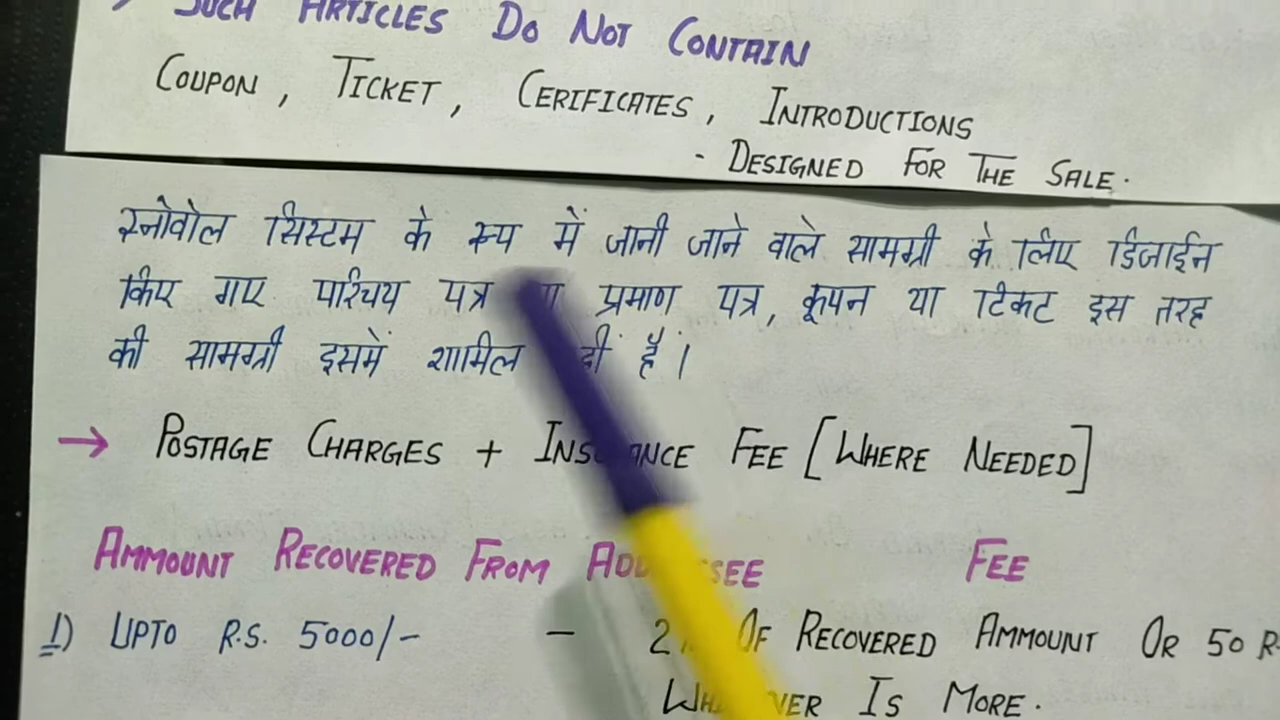 SUCH ARTICLES DO NOT CONTAIN
COUPON, TICKET, CERIFICATES, INTRODUCTIONS
- DESIGNED FOR THE SALE.
स्नोवोल सिस्टम के रूप में जानी जाने वाले सामग्री के लिए डिजाईन
किए गए परिचय पत्र प्रमाण पत्र, कूपन या टिकट इस तरह
की सामग्री इसमें शामिल हैं।
→ POSTAGE CHARGES + FEE [WHERE NEEDED]
AMMOUNT RECOVERED FROM FEE
1) UPTO R.S. 5000/- - OF RECOVERED AMMOUNT OR 50
IS MORE.